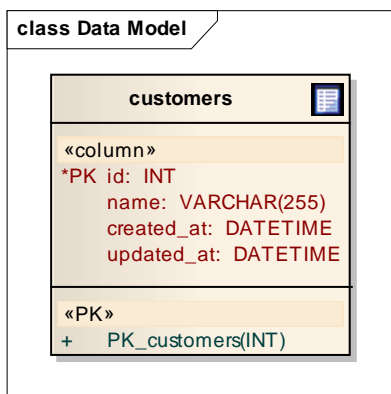 class Data Model
customers
«column»
*PK id: INT
name: VARCHAR(255)
created_at: DATETIME
updated_at: DATETIME
«PK»
+ PK_customers(INT)